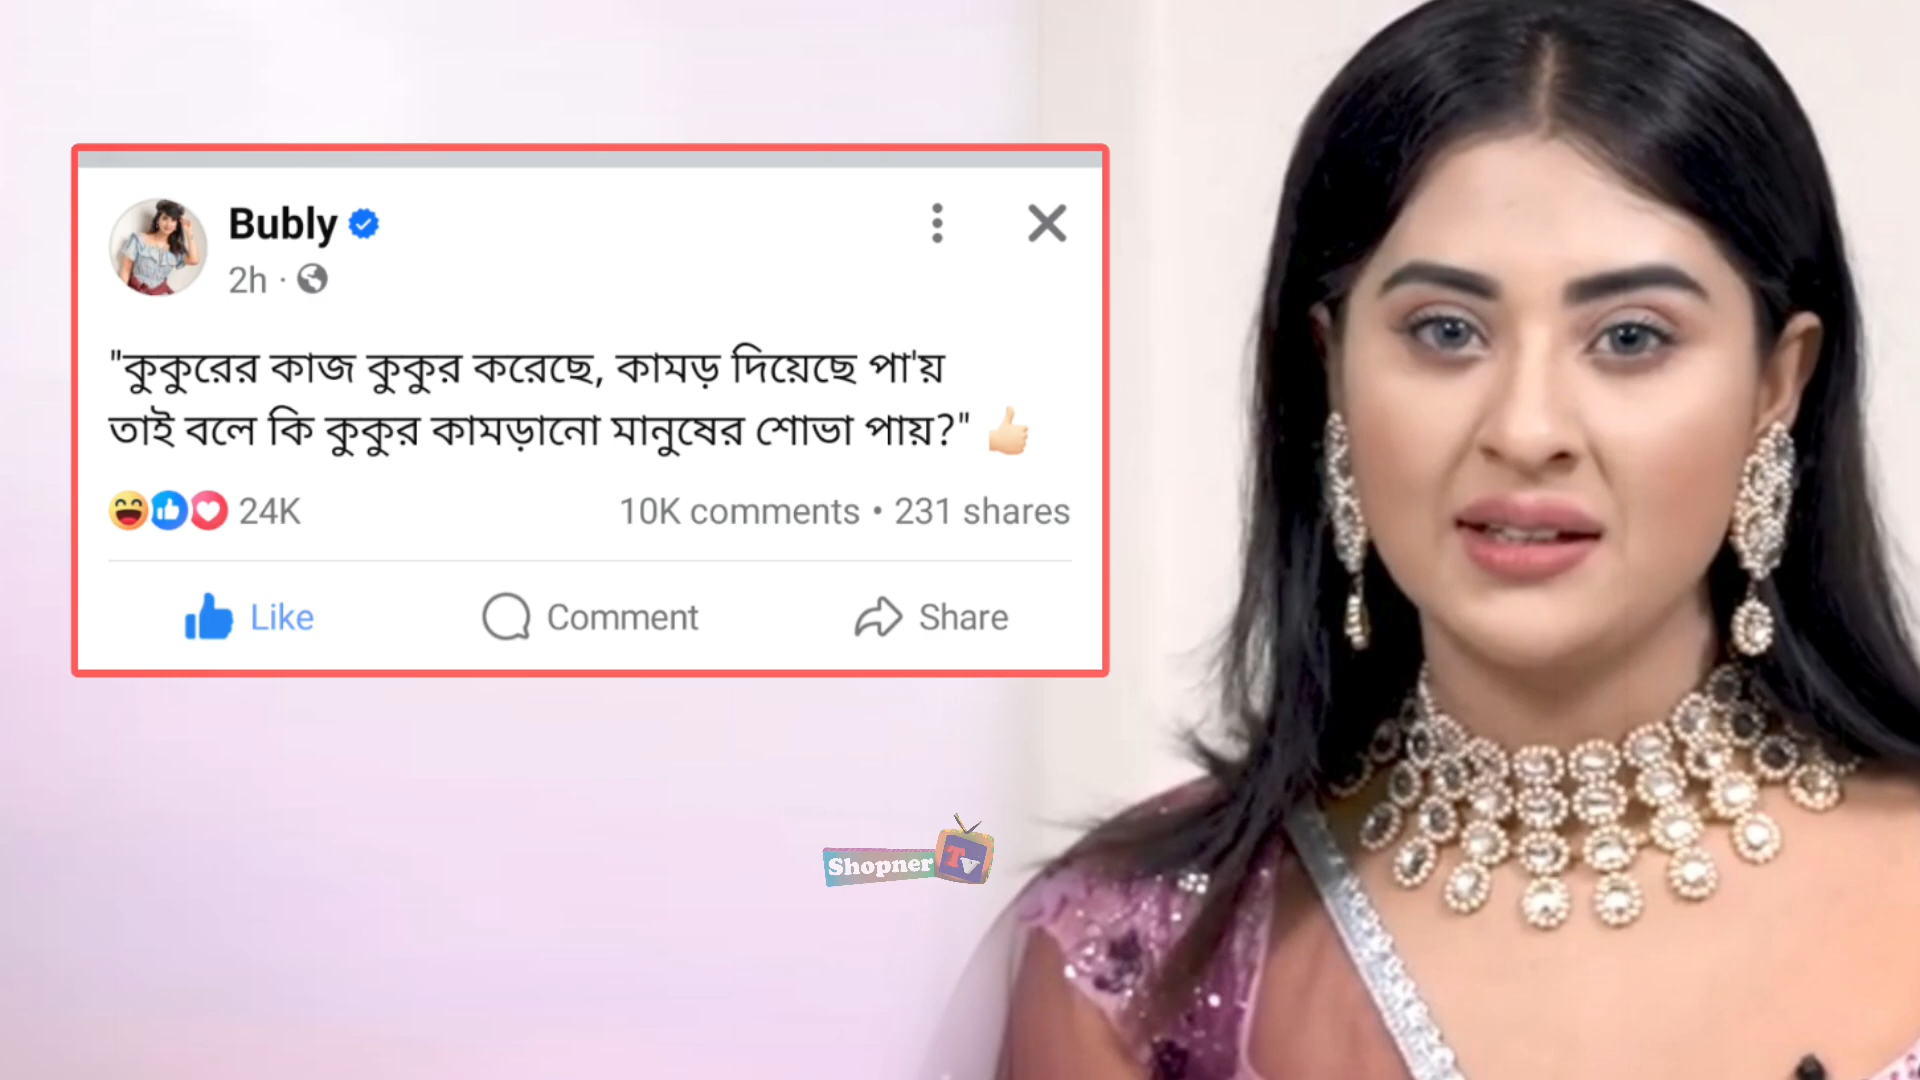 Bubly
2h ·
"কুকুরের কাজ কুকুর করেছে, কামড় দিয়েছে পা'য়
তাই বলে কি কুকুর কামড়ানো মানুষের শোভা পায়?" 👍🏻
24K 10K comments • 231 shares
Like Comment Share
Shopner Tv